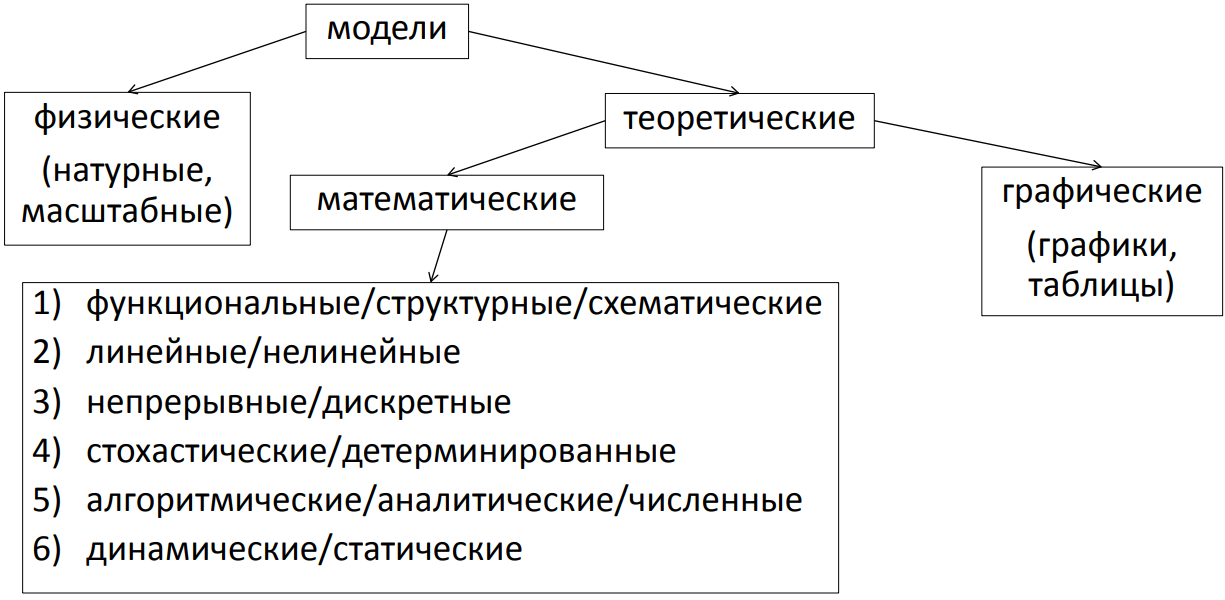 модели
физические
(натурные,
масштабные)
теоретические
математические
графические
(графики,
таблицы)
1) функциональные/структурные/схематические
2) линейные/нелинейные
3) непрерывные/дискретные
4) стохастические/детерминированные
5) алгоритмические/аналитические/численные
6) динамические/статические